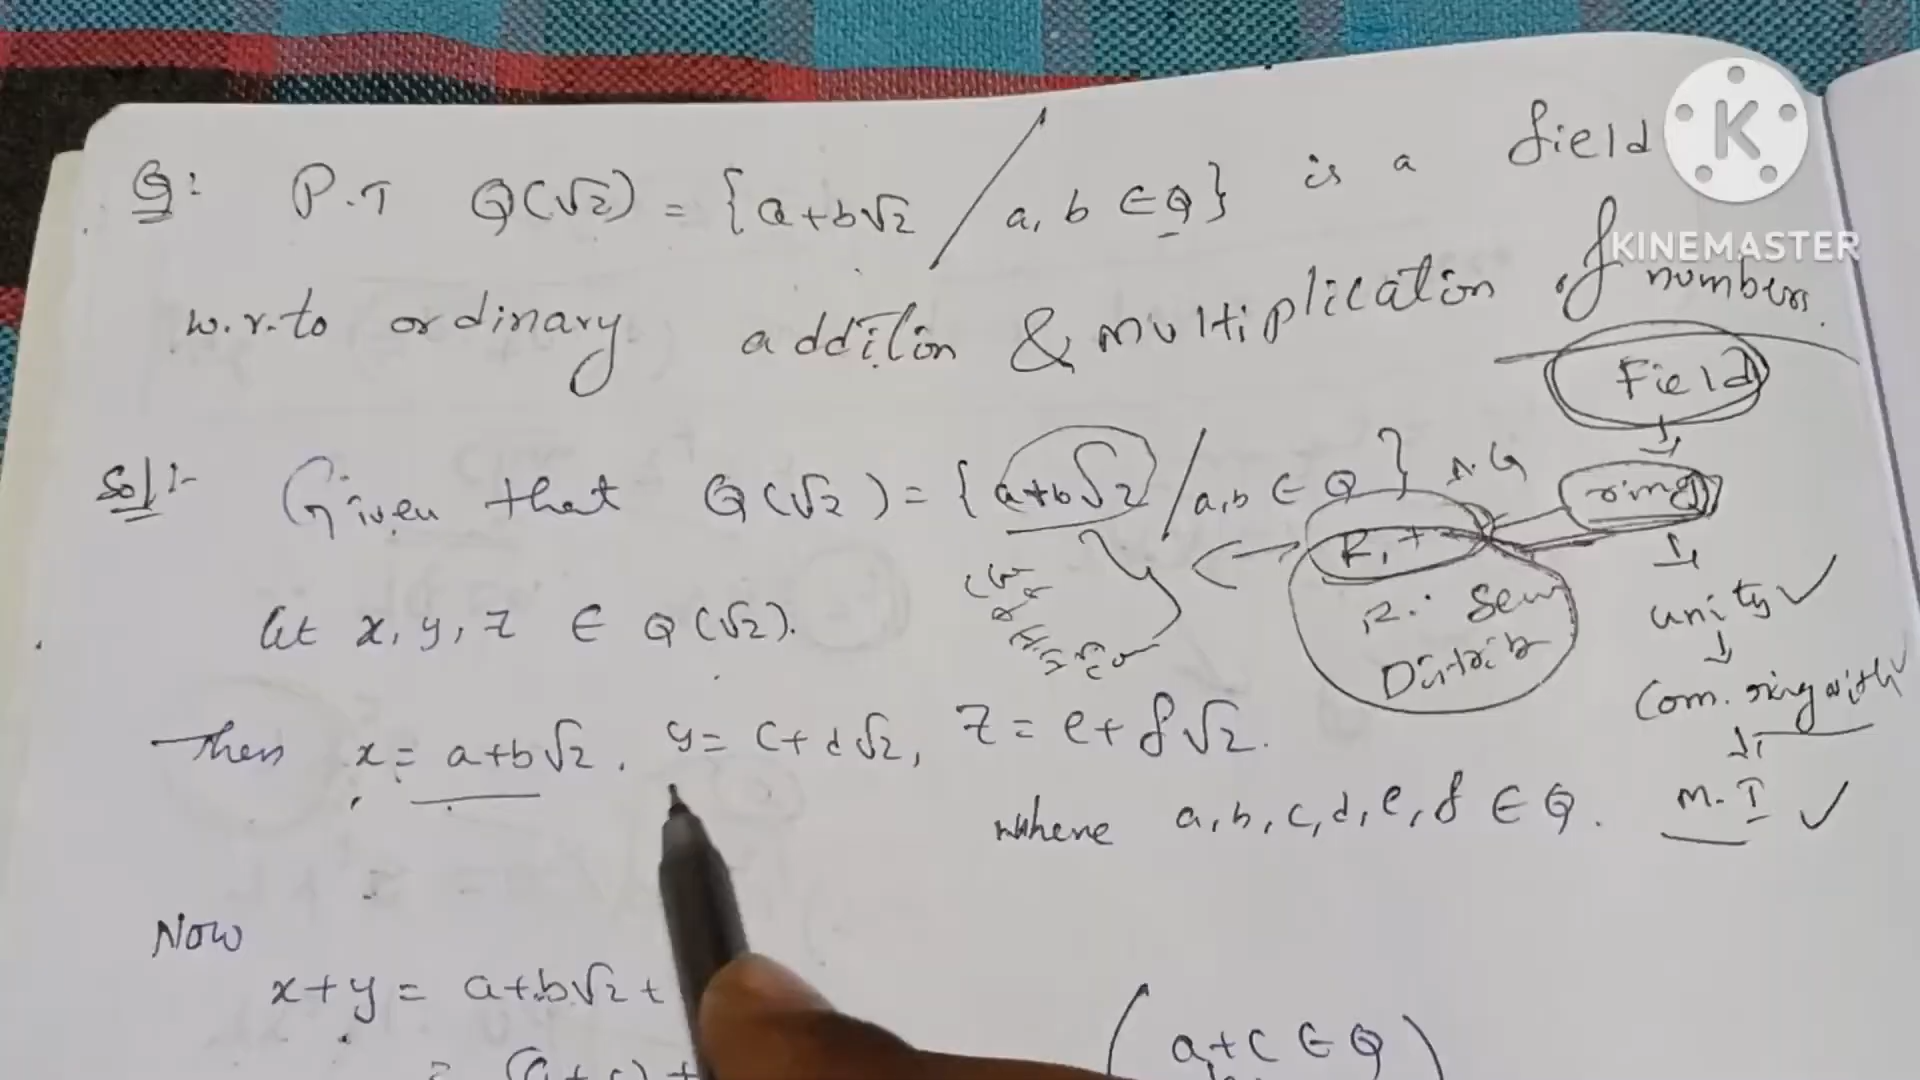 Q: P.T Q(√2) = {a+b√2 / a, b ∈ Q} is a field
w.r.to ordinary addition & multiplication of numbers.
Sol:- Given that Q(√2) = {a+b√2 / a,b ∈ Q}
Let x, y, z ∈ Q(√2).
Then x = a+b√2, y = c+d√2, z = e+f√2.
where a, b, c, d, e, f ∈ Q.
Now
x+y = a+b√2+
= (a+c)+
a+c ∈ Q
Field
ring
R, +
unity ✓
Com. ring with
M. I ✓
K
KINEMASTER